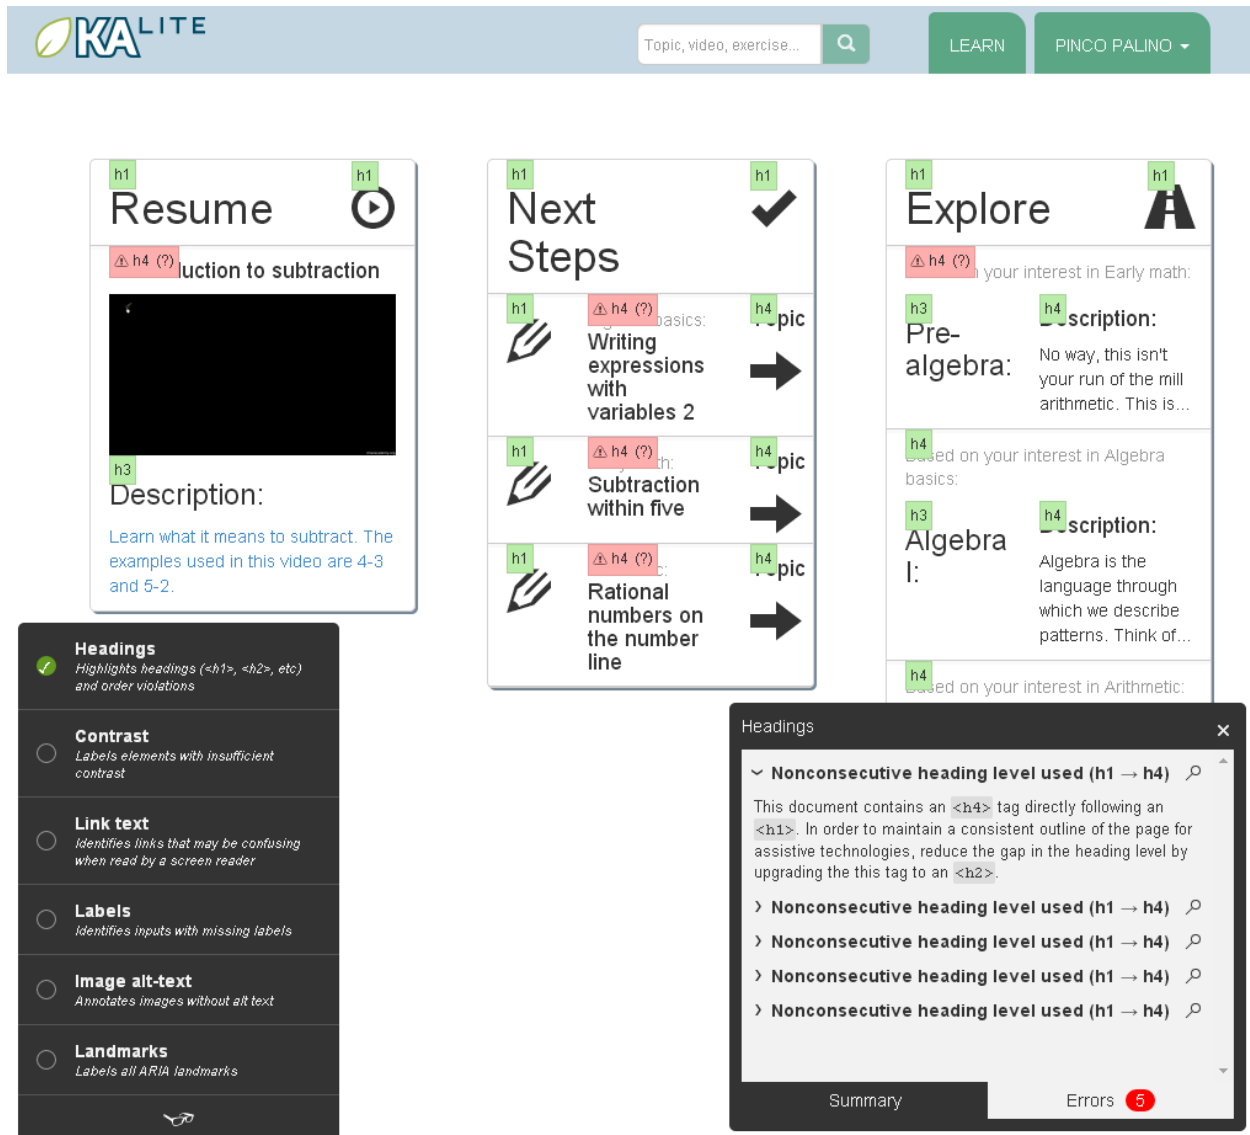 KA LITE
Topic, video, exercise...
LEARN
PINCO PALINO
h1
h1
Resume
h4 (?)
uction to subtraction
h3
Description:
Learn what it means to subtract. The
examples used in this video are 4-3
and 5-2.
h1
h1
Next
Steps
h1
h4 (?)
h4
basics:
pic
Writing
expressions
with
variables 2
h1
h4 (?)
h4
th:
pic
Subtraction
within five
h1
h4 (?)
h4
c:
pic
Rational
numbers on
the number
line
h1
h1
Explore
h4 (?)
your interest in Early math:
h3
h4
Pre-
algebra:
scription:
No way, this isn't
your run of the mill
arithmetic. This is...
h4
sed on your interest in Algebra
basics:
h3
h4
Algebra
I:
scription:
Algebra is the
language through
which we describe
patterns. Think of...
h4
sed on your interest in Arithmetic:
Headings
Highlights headings (<h1>, <h2>, etc)
and order violations
Contrast
Labels elements with insufficient
contrast
Link text
Identifies links that may be confusing
when read by a screen reader
Labels
Identifies inputs with missing labels
Image alt-text
Annotates images without alt text
Landmarks
Labels all ARIA landmarks
Headings
×
Nonconsecutive heading level used (h1 → h4)
This document contains an <h4> tag directly following an
<h1>. In order to maintain a consistent outline of the page for
assistive technologies, reduce the gap in the heading level by
upgrading the this tag to an <h2>.
Nonconsecutive heading level used (h1 → h4)
Nonconsecutive heading level used (h1 → h4)
Nonconsecutive heading level used (h1 → h4)
Nonconsecutive heading level used (h1 → h4)
Summary
Errors 5